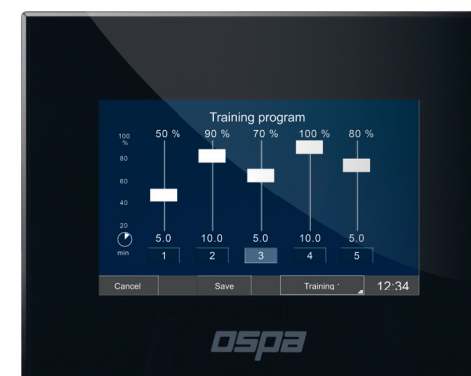 Training program
100 50 % 90 % 70 % 100 % 80 %
%
80
60
40
20
5.0 10.0 5.0 10.0 5.0
min 1 2 3 4 5
Cancel Save Training 12:34
ospa